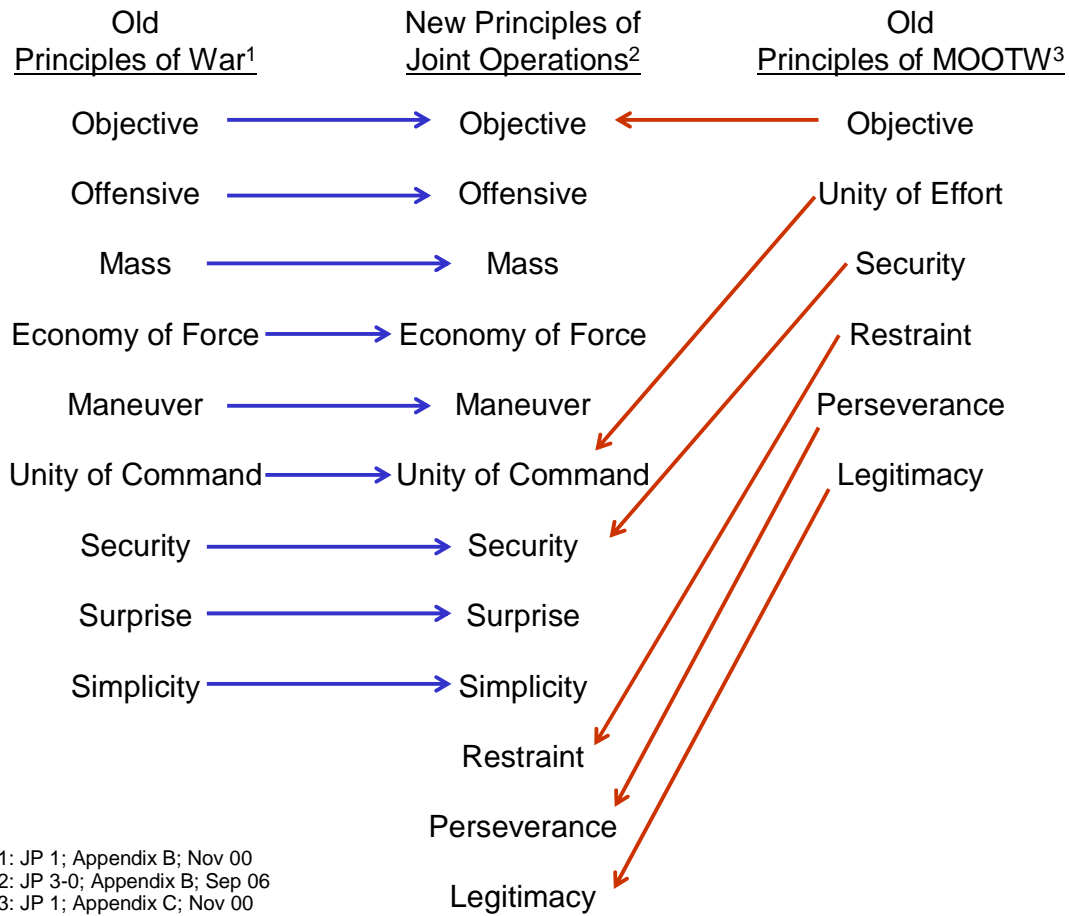 Old
Principles of War¹
New Principles of
Joint Operations²
Old
Principles of MOOTW³
Objective Objective Objective
Offensive Offensive Unity of Effort
Mass Mass Security
Economy of Force Economy of Force Restraint
Maneuver Maneuver Perseverance
Unity of Command Unity of Command Legitimacy
Security Security
Surprise Surprise
Simplicity Simplicity
Restraint
Perseverance
Legitimacy
1: JP 1; Appendix B; Nov 00
2: JP 3-0; Appendix B; Sep 06
3: JP 1; Appendix C; Nov 00